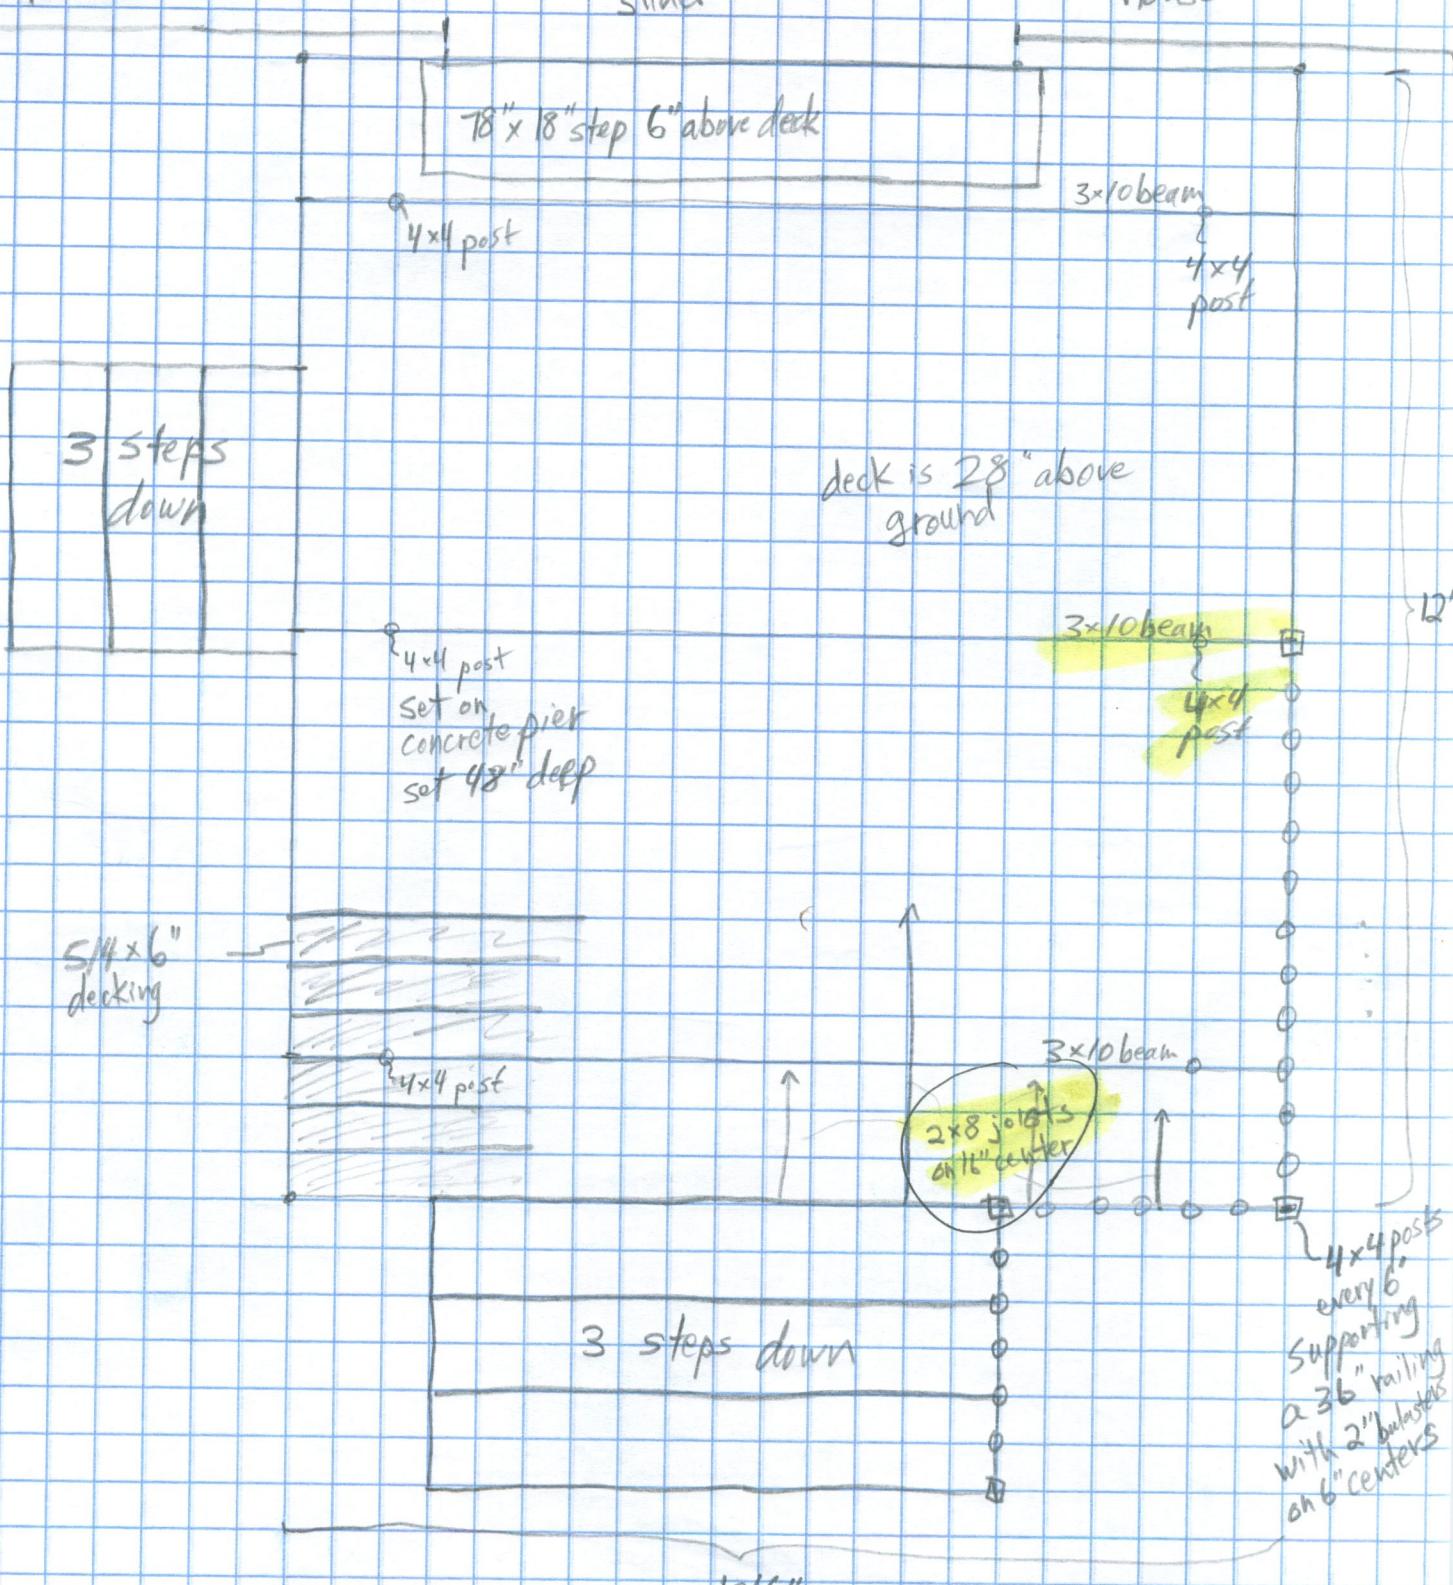 78"x 18" step 6" above deck
3x10 beam
4x4 post
4x4
post
3 steps
down
deck is 28" above
ground
3x10 beam
4x4 post
set on
concrete pier
set 48" deep
4x4
post
12'
5/4 x 6"
decking
3x10 beam
4x4 post
2x8 joists
on 16" center
3 steps down
4x4 posts
every 6'
supporting
a 36" railing
with 2" balasters
on 6" centers